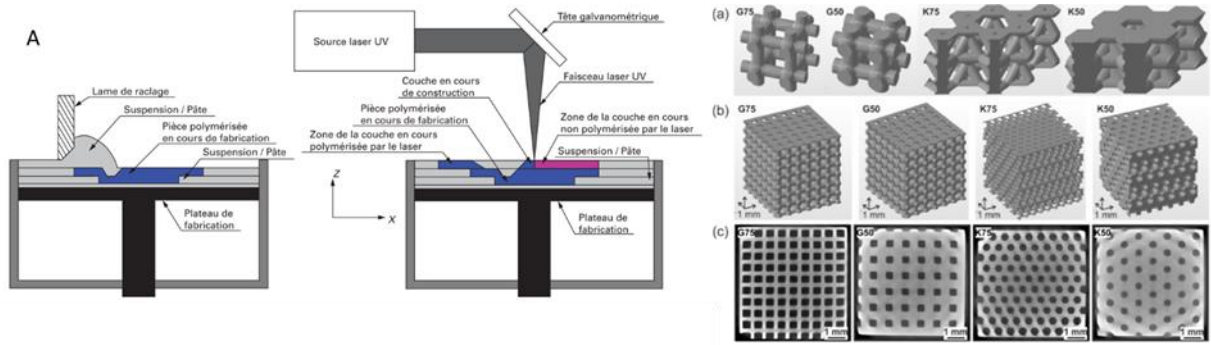 A
Lame de raclage
Suspension / Pâte
Pièce polymérisée
en cours de fabrication
Suspension / Pâte
Plateau de
fabrication
Source laser UV
Tête galvanométrique
Couche en cours
de construction
Pièce polymérisée
en cours de fabrication
Zone de la couche en cours
polymérisée par le laser
Faisceau laser UV
Zone de la couche en cours
non polymérisée par le laser
Suspension / Pâte
Z
X
Plateau de
fabrication
(a)
G75
G50
K75
K50
(b)
G75
G50
K75
K50
1 mm
1 mm
1 mm
1 mm
(c)
G75
G50
K75
K50
1 mm
1 mm
1 mm
1 mm